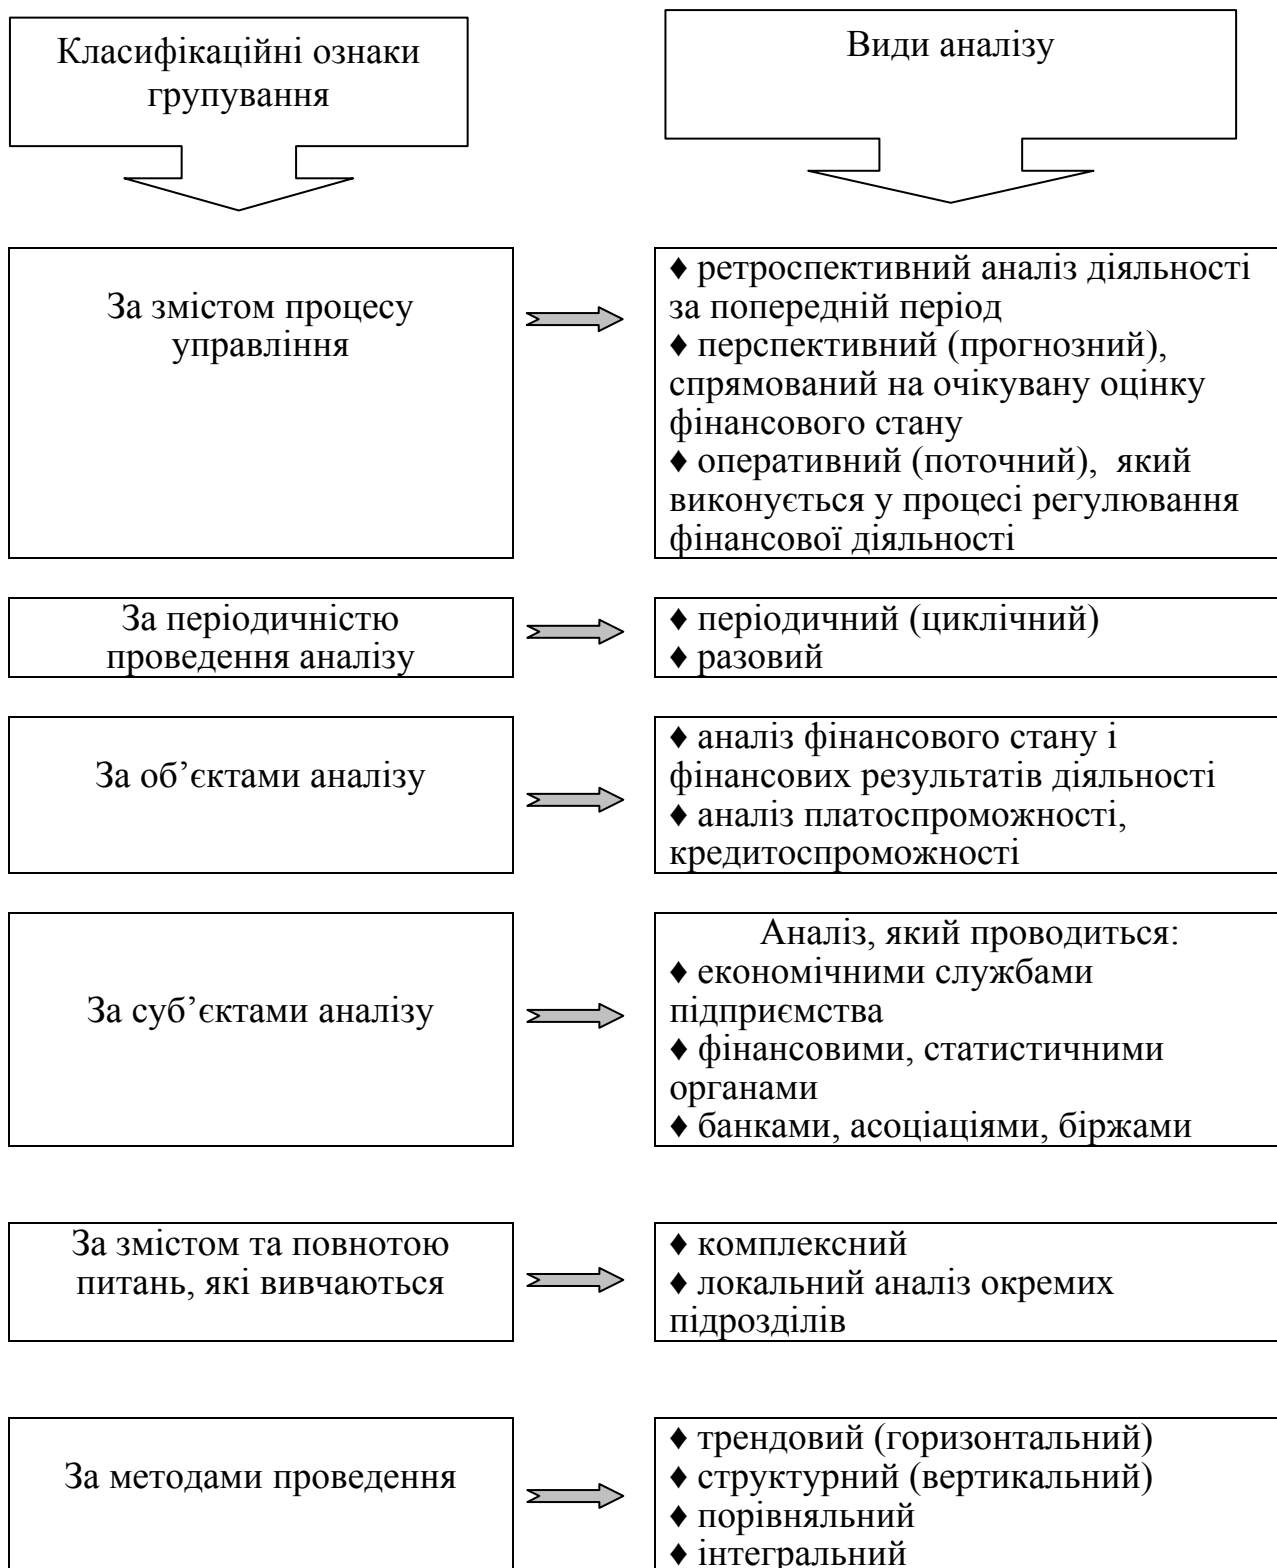 Класифікаційні ознаки
групування
Види аналізу
За змістом процесу
управління
♦ ретроспективний аналіз діяльності
за попередній період
♦ перспективний (прогнозний),
спрямований на очікувану оцінку
фінансового стану
♦ оперативний (поточний),  який
виконується у процесі регулювання
фінансової діяльності
За періодичністю
проведення аналізу
♦ періодичний (циклічний)
♦ разовий
За об’єктами аналізу
♦ аналіз фінансового стану і
фінансових результатів діяльності
♦ аналіз платоспроможності,
кредитоспроможності
За суб’єктами аналізу
Аналіз, який проводиться:
♦ економічними службами
підприємства
♦ фінансовими, статистичними
органами
♦ банками, асоціаціями, біржами
За змістом та повнотою
питань, які вивчаються
♦ комплексний
♦ локальний аналіз окремих
підрозділів
За методами проведення
♦ трендовий (горизонтальний)
♦ структурний (вертикальний)
♦ порівняльний
♦ інтегральний